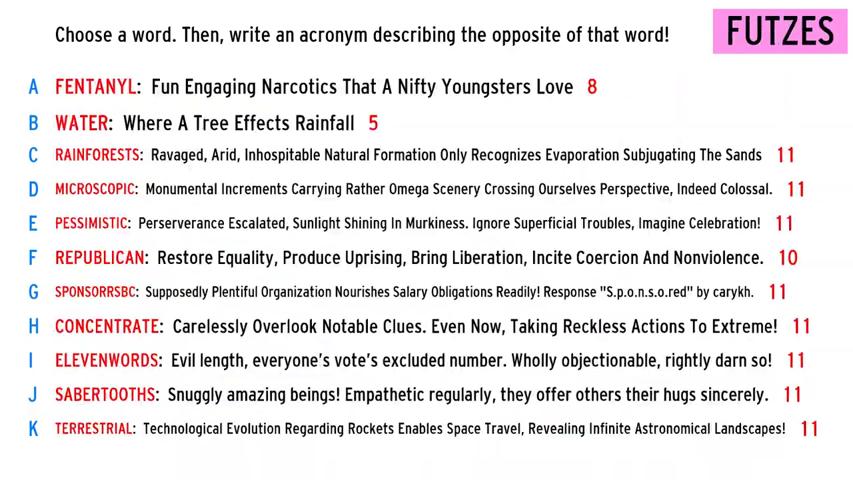 Choose a word. Then, write an acronym describing the opposite of that word!
FUTZES
A FENTANYL: Fun Engaging Narcotics That A Nifty Youngsters Love 8
B WATER: Where A Tree Effects Rainfall 5
C RAINFORESTS: Ravaged, Arid, Inhospitable Natural Formation Only Recognizes Evaporation Subjugating The Sands 11
D MICROSCOPIC: Monumental Increments Carrying Rather Omega Scenery Crossing Ourselves Perspective, Indeed Colossal. 11
E PESSIMISTIC: Perserverance Escalated, Sunlight Shining In Murkiness. Ignore Superficial Troubles, Imagine Celebration! 11
F REPUBLICAN: Restore Equality, Produce Uprising, Bring Liberation, Incite Coercion And Nonviolence. 10
G SPONSORRSBC: Supposedly Plentiful Organization Nourishes Salary Obligations Readily! Response "S.p.o.n.s.o.red" by carykh. 11
H CONCENTRATE: Carelessly Overlook Notable Clues. Even Now, Taking Reckless Actions To Extreme! 11
I ELEVENWORDS: Evil length, everyone's vote's excluded number. Wholly objectionable, rightly darn so! 11
J SABERTOOTHS: Snuggly amazing beings! Empathetic regularly, they offer others their hugs sincerely. 11
K TERRESTRIAL: Technological Evolution Regarding Rockets Enables Space Travel, Revealing Infinite Astronomical Landscapes! 11